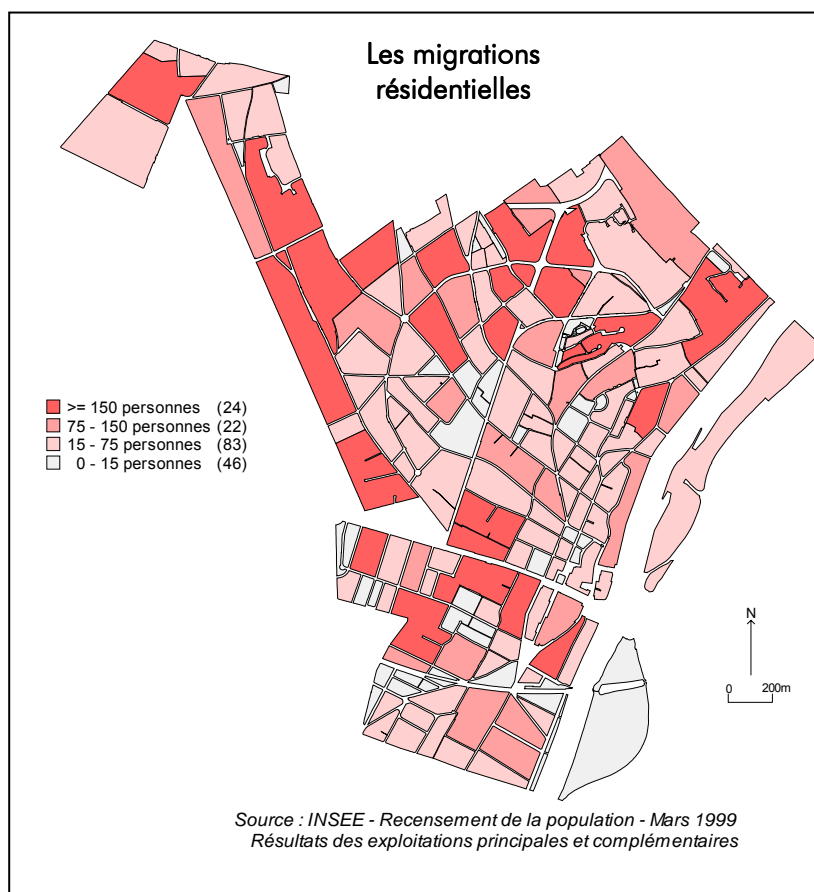 Les migrations
résidentielles
>= 150 personnes (24)
75 - 150 personnes (22)
15 - 75 personnes (83)
0 - 15 personnes (46)
N
0 200m
Source : INSEE - Recensement de la population - Mars 1999
Résultats des exploitations principales et complémentaires